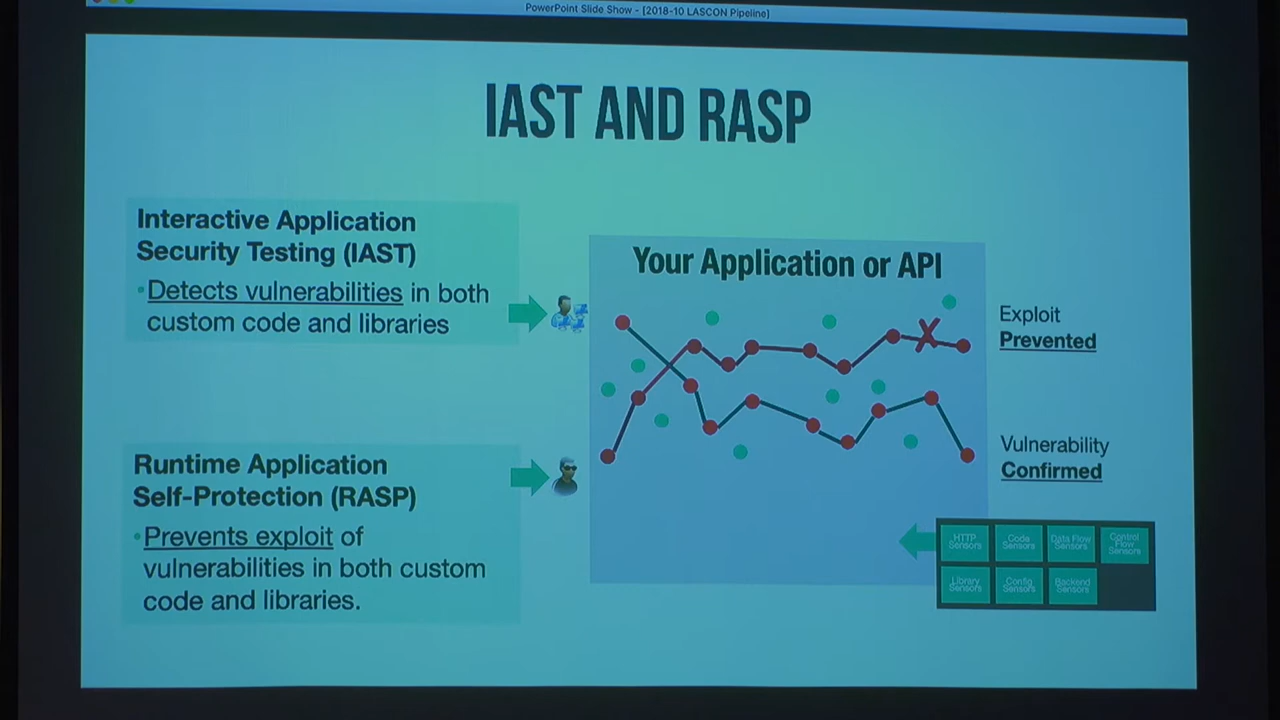 PowerPoint Slide Show - [2018-10 LASCON Pipeline]
IAST AND RASP
Interactive Application
Security Testing (IAST)
Detects vulnerabilities in both
custom code and libraries
Runtime Application
Self-Protection (RASP)
Prevents exploit of
vulnerabilities in both custom
code and libraries.
Your Application or API
Exploit
Prevented
Vulnerability
Confirmed
HTTP
Sensors
Code
Sensors
Data Flow
Sensors
Control
Flow
Sensors
Library
Sensors
Config
Sensors
Backend
Sensors